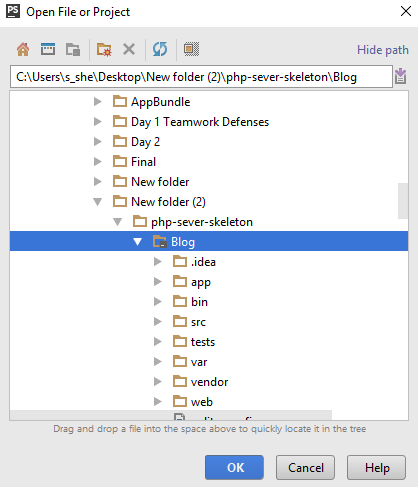 PS Open File or Project
Hide path
C:\Users\s_she\Desktop\New folder (2)\php-sever-skeleton\Blog
AppBundle
Day 1 Teamwork Defenses
Day 2
Final
New folder
New folder (2)
php-sever-skeleton
Blog
.idea
app
bin
src
tests
var
vendor
web
Drag and drop a file into the space above to quickly locate it in the tree
OK Cancel Help